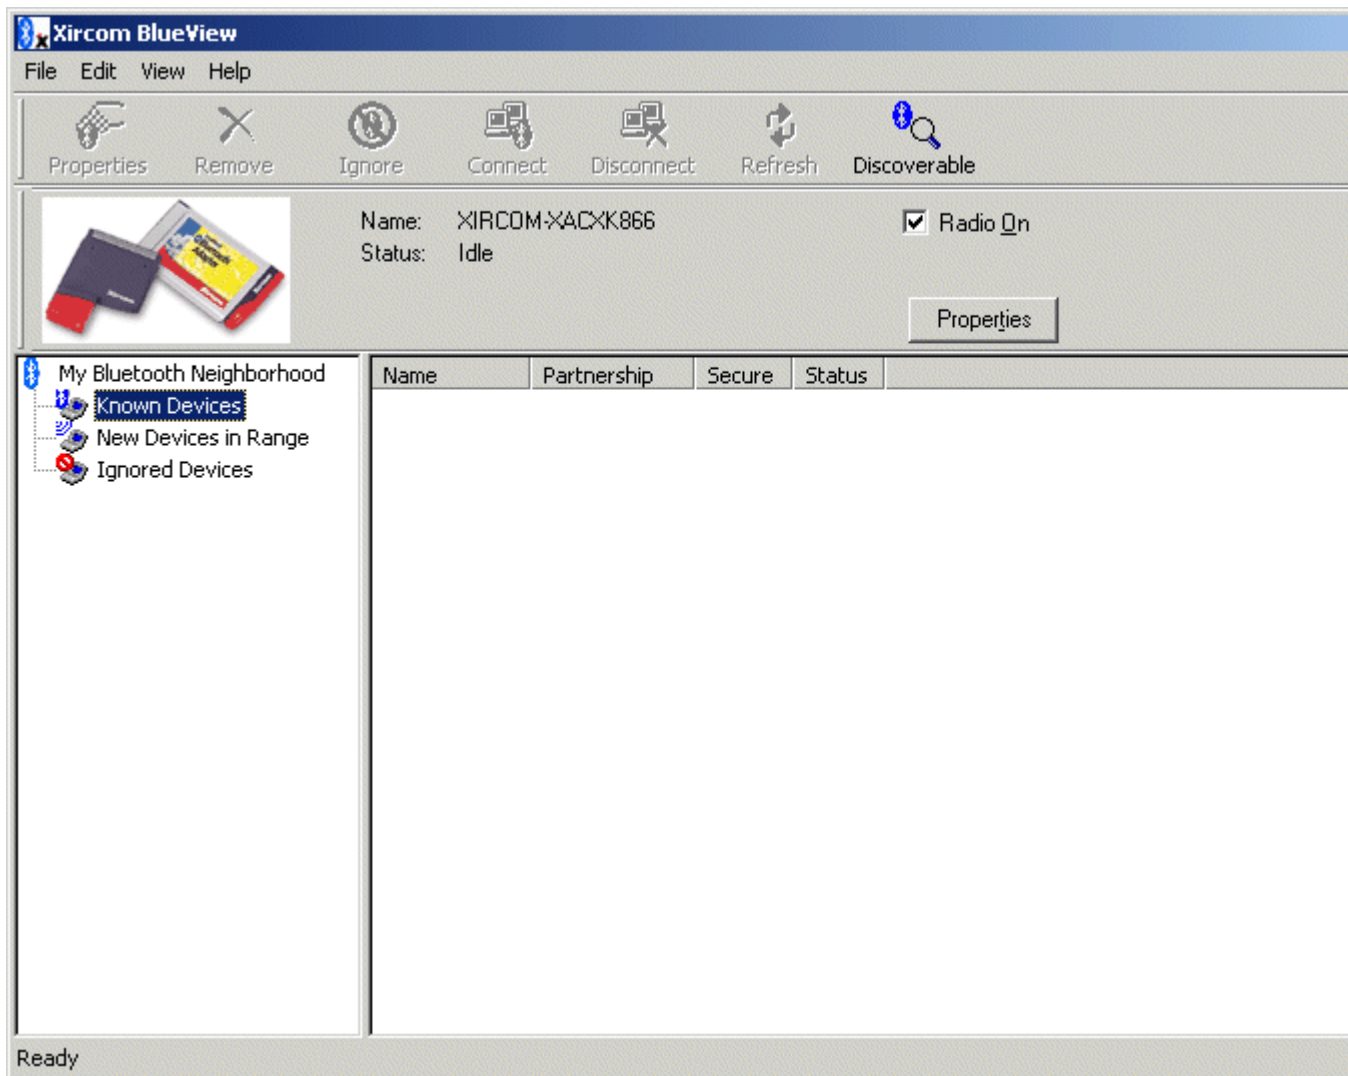 Xircom BlueView
File Edit View Help
Properties Remove Ignore Connect Disconnect Refresh Discoverable
Name: XIRCOM-XACXK866
Status: Idle
Radio On
Properties
My Bluetooth Neighborhood
Known Devices
New Devices in Range
Ignored Devices
Name Partnership Secure Status
Ready